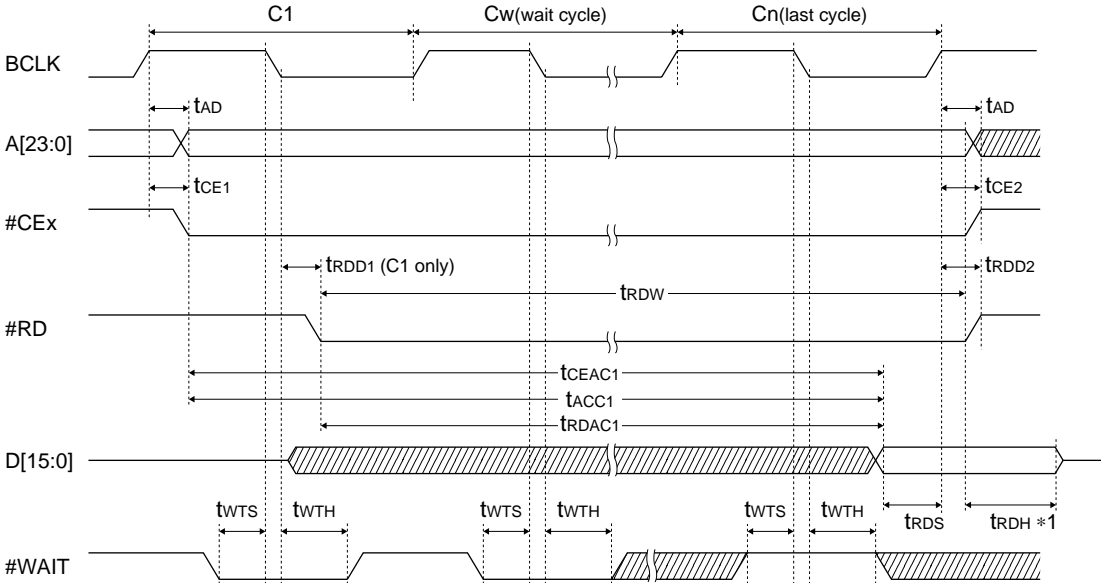 C1 Cw(wait cycle) Cn(last cycle)
BCLK
tAD tAD
A[23:0]
tCE1 tCE2
#CEx
tRDD1 (C1 only) tRDD2
tRDW
#RD
tCEAC1
tACC1
tRDAC1
D[15:0]
tWTS tWTH tWTS tWTH tWTS tWTH tRDS tRDH *1
#WAIT